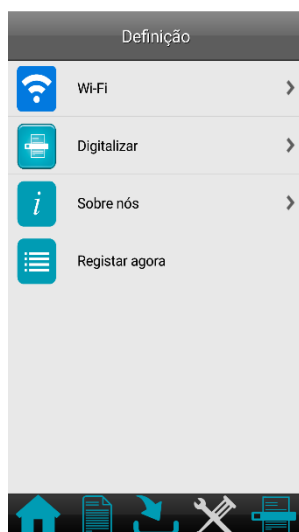 Definição
Wi-Fi
Digitalizar
Sobre nós
Registar agora